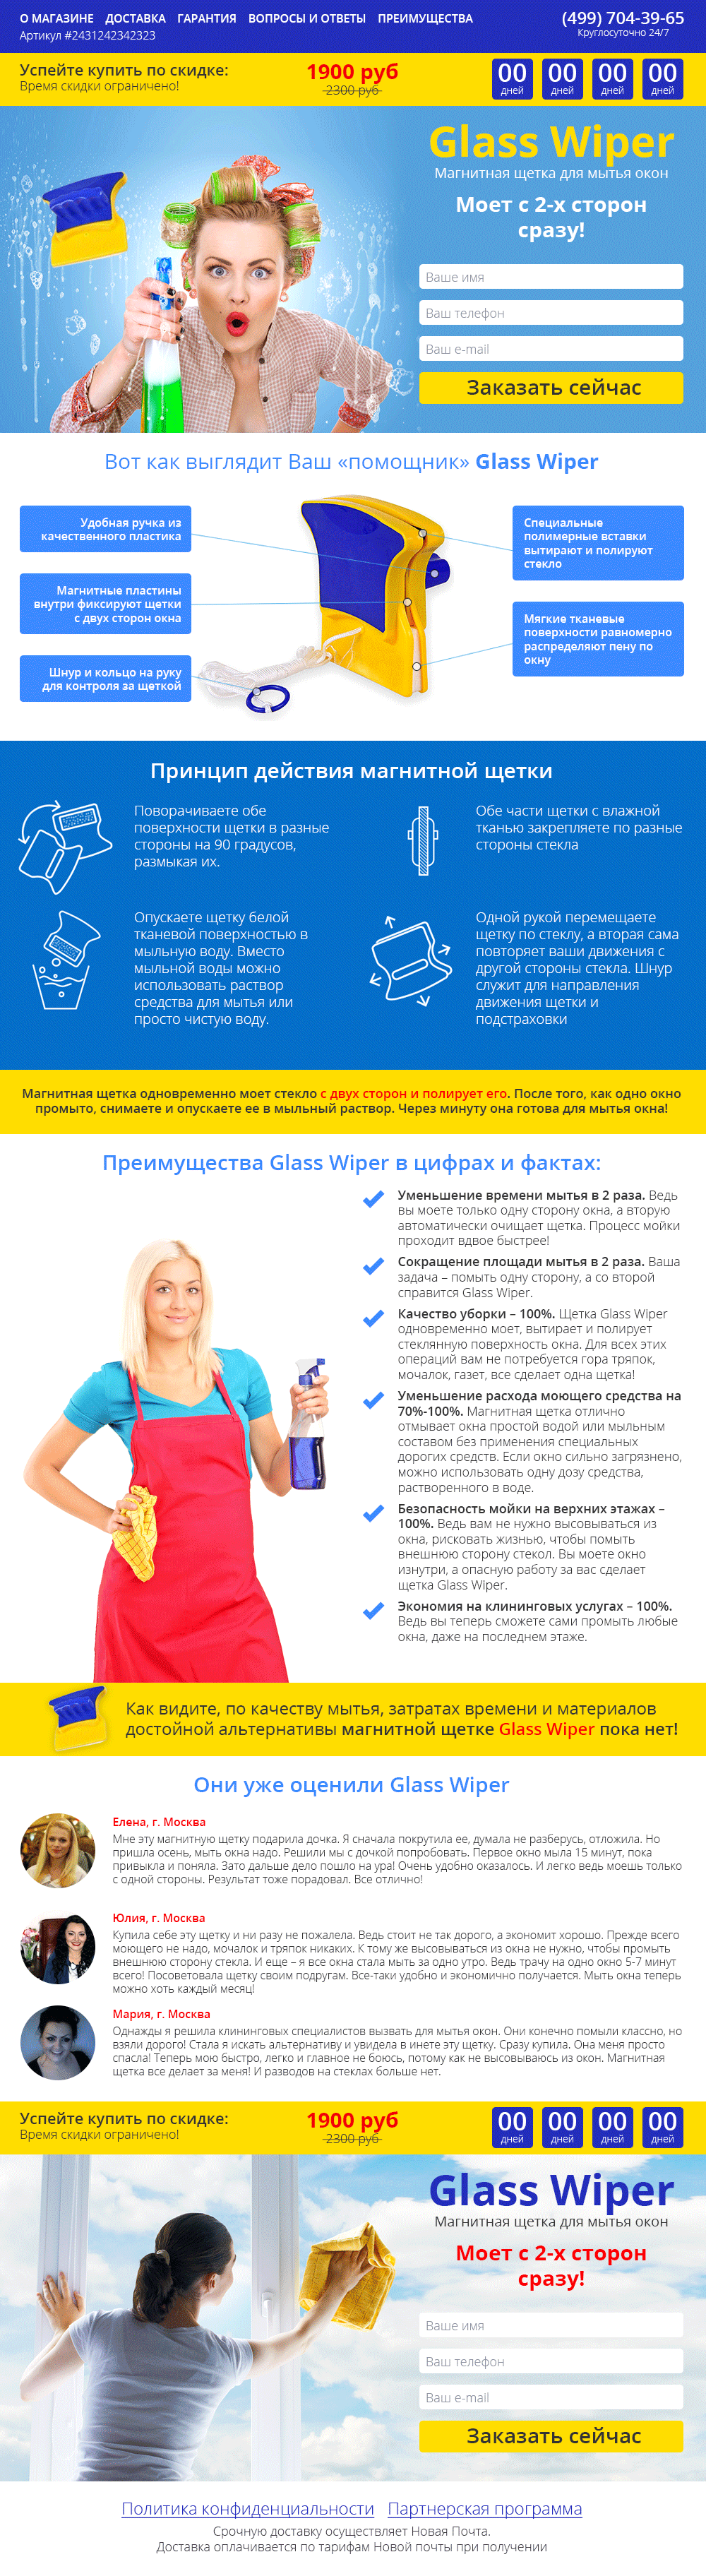 О МАГАЗИНЕ ДОСТАВКА ГАРАНТИЯ ВОПРОСЫ И ОТВЕТЫ ПРЕИМУЩЕСТВА
Артикул #2431242342323
(499) 704-39-65
Круглосуточно 24/7
Успейте купить по скидке:
Время скидки ограничено!
1900 руб
2300 руб
00 00 00 00
дней дней дней дней
Glass Wiper
Магнитная щетка для мытья окон
Моет с 2-х сторон
сразу!
Ваше имя
Ваш телефон
Ваш e-mail
Заказать сейчас
Вот как выглядит Ваш «помощник» Glass Wiper
Удобная ручка из
качественного пластика
Магнитные пластины
внутри фиксируют щетки
с двух сторон окна
Шнур и кольцо на руку
для контроля за щеткой
Специальные
полимерные вставки
вытирают и полируют
стекло
Мягкие тканевые
поверхности равномерно
распределяют пену по
окну
Принцип действия магнитной щетки
Поворачиваете обе
поверхности щетки в разные
стороны на 90 градусов,
размыкая их.
Обе части щетки с влажной
тканью закрепляете по разные
стороны стекла
Опускаете щетку белой
тканевой поверхностью в
мыльную воду. Вместо
мыльной воды можно
использовать раствор
средства для мытья или
просто чистую воду.
Одной рукой перемещаете
щетку по стеклу, а вторая сама
повторяет ваши движения с
другой стороны стекла. Шнур
служит для направления
движения щетки и
подстраховки
Магнитная щетка одновременно моет стекло с двух сторон и полирует его. После того, как одно окно
промыто, снимаете и опускаете ее в мыльный раствор. Через минуту она готова для мытья окна!
Преимущества Glass Wiper в цифрах и фактах:
Уменьшение времени мытья в 2 раза. Ведь
вы моете только одну сторону окна, а вторую
автоматически очищает щетка. Процесс мойки
проходит вдвое быстрее!
Сокращение площади мытья в 2 раза. Ваша
задача – помыть одну сторону, а со второй
справится Glass Wiper.
Качество уборки – 100%. Щетка Glass Wiper
одновременно моет, вытирает и полирует
стеклянную поверхность окна. Для всех этих
операций вам не потребуется гора тряпок,
мочалок, газет, все сделает одна щетка!
Уменьшение расхода моющего средства на
70%-100%. Магнитная щетка отлично
отмывает окна простой водой или мыльным
составом без применения специальных
дорогих средств. Если окно сильно загрязнено,
можно использовать одну дозу средства,
растворенного в воде.
Безопасность мойки на верхних этажах –
100%. Ведь вам не нужно высовываться из
окна, рисковать жизнью, чтобы помыть
внешнюю сторону стекол. Вы моете окно
изнутри, а опасную работу за вас сделает
щетка Glass Wiper.
Экономия на клининговых услугах – 100%.
Ведь вы теперь сможете сами промыть любые
окна, даже на последнем этаже.
Как видите, по качеству мытья, затратах времени и материалов
достойной альтернативы магнитной щетке Glass Wiper пока нет!
Они уже оценили Glass Wiper
Елена, г. Москва
Мне эту магнитную щетку подарила дочка. Я сначала покрутила ее, думала не разберусь, отложила. Но
пришла осень, мыть окна надо. Решили мы с дочкой попробовать. Первое окно мыла 15 минут, пока
привыкла и поняла. Зато дальше дело пошло на ура! Очень удобно оказалось. И легко ведь моешь только
с одной стороны. Результат тоже порадовал. Все отлично!
Юлия, г. Москва
Купила себе эту щетку и ни разу не пожалела. Ведь стоит не так дорого, а экономит хорошо. Прежде всего
моющего не надо, мочалок и тряпок никаких. К тому же высовываться из окна не нужно, чтобы промыть
внешнюю сторону стекла. И еще – я все окна стала мыть за одно утро. Ведь трачу на одно окно 5-7 минут
всего! Посоветовала щетку своим подругам. Все-таки удобно и экономично получается. Мыть окна теперь
можно хоть каждый месяц!
Мария, г. Москва
Однажды я решила клининговых специалистов вызвать для мытья окон. Они конечно помыли классно, но
взяли дорого! Стала я искать альтернативу и увидела в инете эту щетку. Сразу купила. Она меня просто
спасла! Теперь мою быстро, легко и главное не боюсь, потому как не высовываюсь из окон. Магнитная
щетка все делает за меня! И разводов на стеклах больше нет.
Успейте купить по скидке:
Время скидки ограничено!
1900 руб
2300 руб
00 00 00 00
дней дней дней дней
Glass Wiper
Магнитная щетка для мытья окон
Моет с 2-х сторон
сразу!
Ваше имя
Ваш телефон
Ваш e-mail
Заказать сейчас
Политика конфиденциальности Партнерская программа
Срочную доставку осуществляет Новая Почта.
Доставка оплачивается по тарифам Новой почты при получении